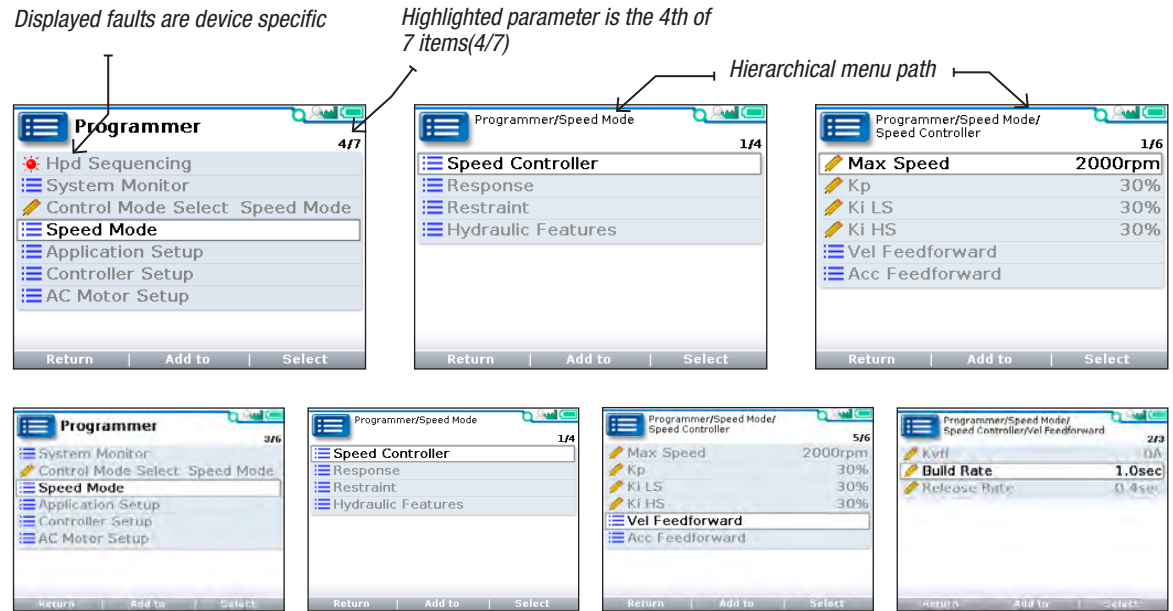 Displayed faults are device specific
Highlighted parameter is the 4th of
7 items(4/7)
Hierarchical menu path
Programmer
4/7
Hpd Sequencing
System Monitor
Control Mode Select Speed Mode
Speed Mode
Application Setup
Controller Setup
AC Motor Setup
Return | Add to | Select
Programmer/Speed Mode
1/4
Speed Controller
Response
Restraint
Hydraulic Features
Return | Add to | Select
Programmer/Speed Mode/
Speed Controller
1/6
Max Speed 2000rpm
Kp 30%
Ki LS 30%
Ki HS 30%
Vel Feedforward
Acc Feedforward
Return | Add to | Select
Programmer
3/6
System Monitor
Control Mode Select Speed Mode
Speed Mode
Application Setup
Controller Setup
AC Motor Setup
Return | Add to | Select
Programmer/Speed Mode
1/4
Speed Controller
Response
Restraint
Hydraulic Features
Return | Add to | Select
Programmer/Speed Mode/
Speed Controller
5/6
Max Speed 2000rpm
Kp 30%
Ki LS 30%
Ki HS 30%
Vel Feedforward
Acc Feedforward
Return | Add to | Select
Programmer/Speed Mode/
Speed Controller/Vel Feedforward
2/3
Kvff 0A
Build Rate 1.0sec
Release Rate 0.4sec
Return | Add to | Select